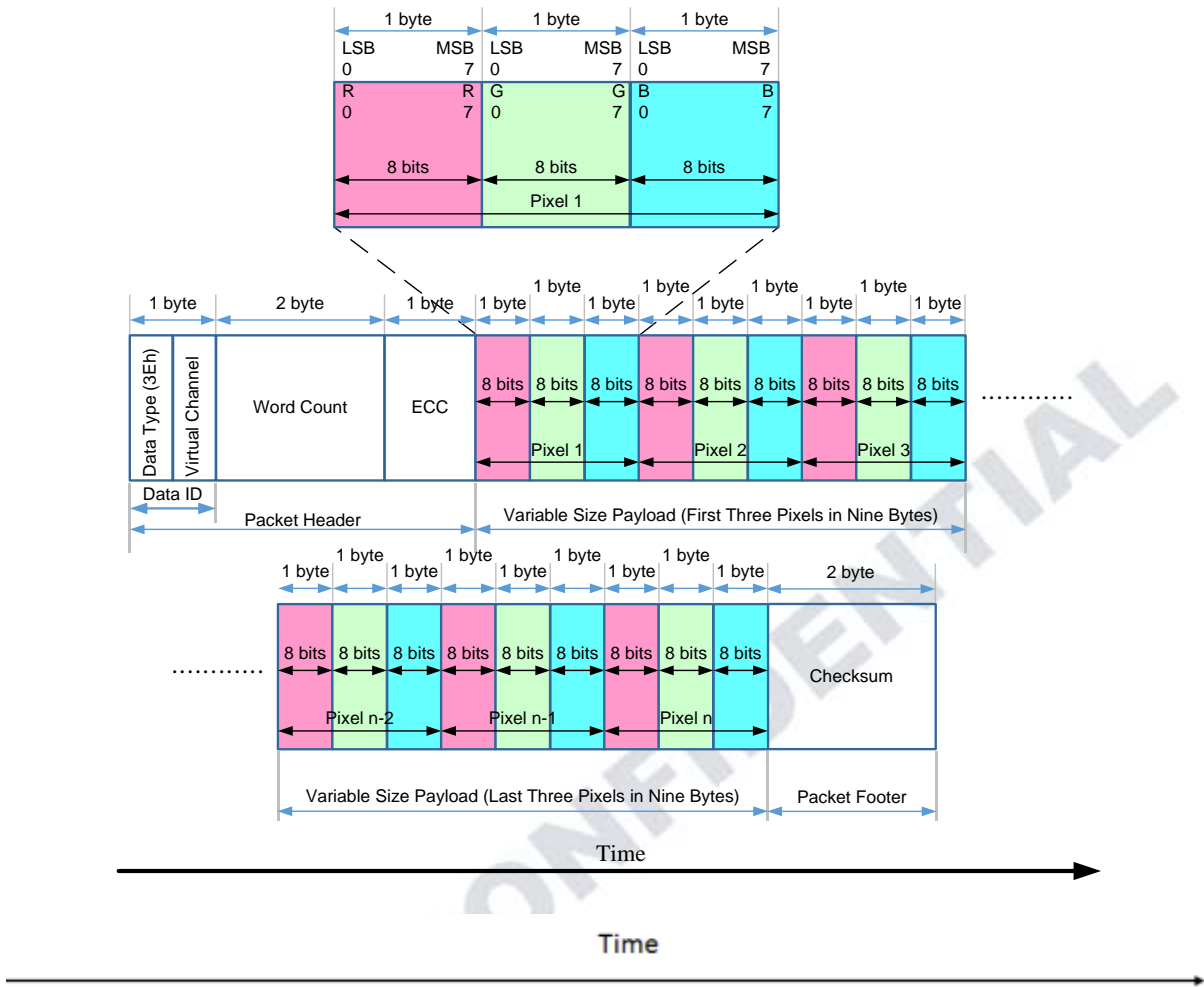 1 byte 1 byte 1 byte
LSB MSB LSB MSB LSB MSB
0 7 0 7 0 7
R R G G B B
0 7 0 7 0 7
8 bits 8 bits 8 bits
Pixel 1
1 byte 2 byte 1 byte 1 byte 1 byte 1 byte 1 byte 1 byte 1 byte 1 byte 1 byte 1 byte
Data Type (3Eh)
Virtual Channel
Word Count
ECC
8 bits 8 bits 8 bits 8 bits 8 bits 8 bits 8 bits 8 bits 8 bits
Pixel 1 Pixel 2 Pixel 3
Data ID
Packet Header
Variable Size Payload (First Three Pixels in Nine Bytes)
1 byte 1 byte 1 byte 1 byte 1 byte 1 byte 1 byte 1 byte 1 byte 2 byte
8 bits 8 bits 8 bits 8 bits 8 bits 8 bits 8 bits 8 bits 8 bits
Checksum
Pixel n-2 Pixel n-1 Pixel n
Variable Size Payload (Last Three Pixels in Nine Bytes)
Packet Footer
Time
Time
CONFIDENTIAL